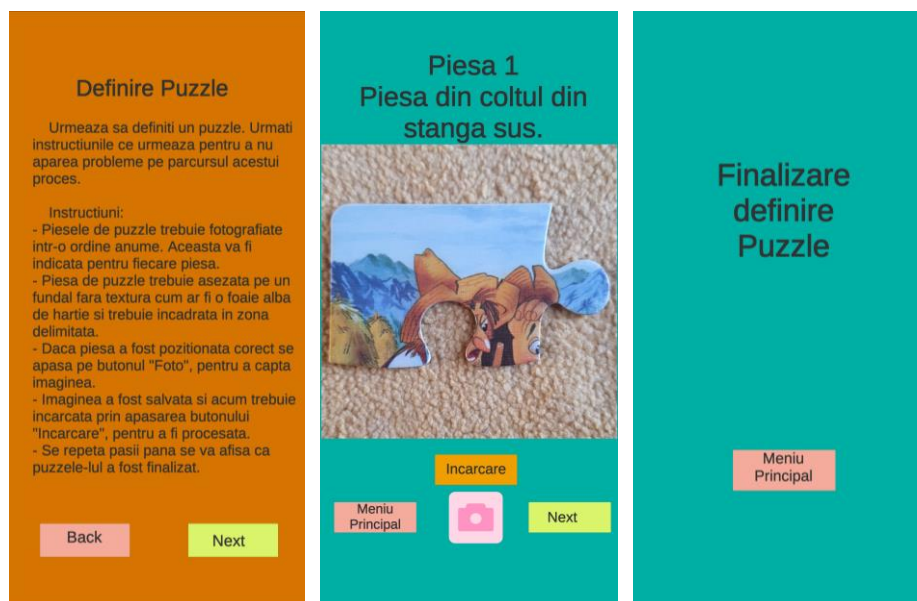 Definire Puzzle
Urmeaza sa definiti un puzzle. Urmati
instructiunile ce urmeaza pentru a nu
aparea probleme pe parcursul acestui
proces.
Instructiuni:
- Piesele de puzzle trebuie fotografiate
intr-o ordine anume. Aceasta va fi
indicata pentru fiecare piesa.
- Piesa de puzzle trebuie asezata pe un
fundal fara textura cum ar fi o foaie alba
de hartie si trebuie incadrata in zona
delimitata.
- Daca piesa a fost pozitionata corect se
apasa pe butonul "Foto", pentru a capta
imaginea.
- Imaginea a fost salvata si acum trebuie
incarcata prin apasarea butonului
"Incarcare", pentru a fi procesata.
- Se repeta pasii pana se va afisa ca
puzzele-lul a fost finalizat.
Back
Next
Piesa 1
Piesa din coltul din
stanga sus.
Incarcare
Meniu
Principal
Next
Finalizare
definire
Puzzle
Meniu
Principal